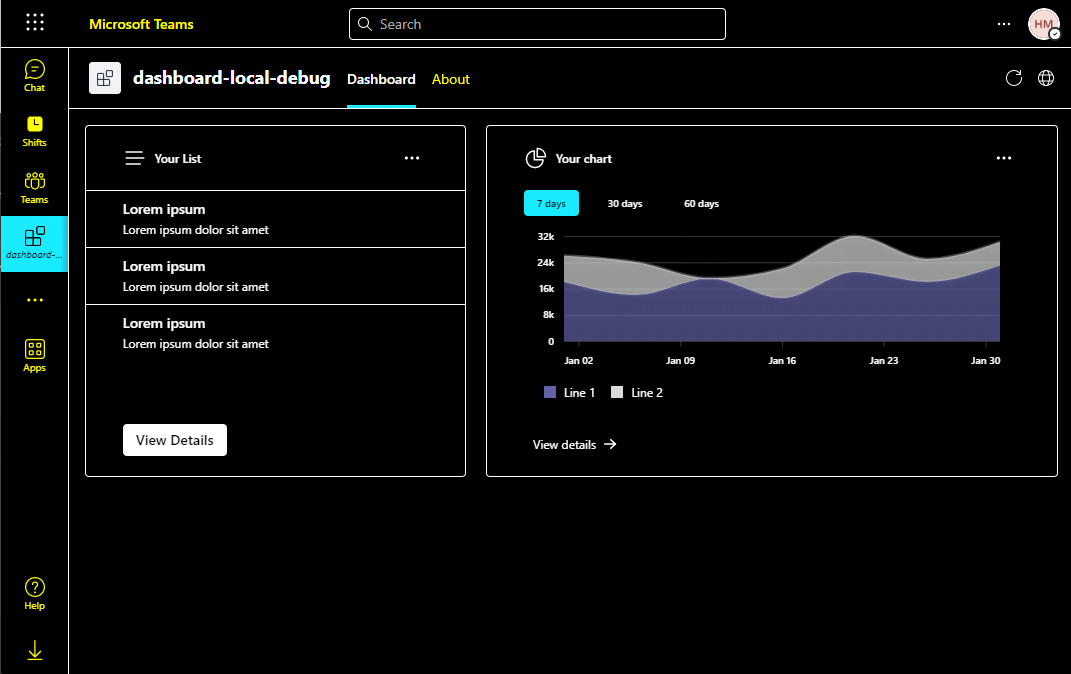 Microsoft Teams
Search
HM
Chat
Shifts
Teams
dashboard-...
Apps
Help
dashboard-local-debug
Dashboard
About
Your List
Lorem ipsum
Lorem ipsum dolor sit amet
Lorem ipsum
Lorem ipsum dolor sit amet
Lorem ipsum
Lorem ipsum dolor sit amet
View Details
Your chart
7 days 30 days 60 days
32k
24k
16k
8k
0
Jan 02 Jan 09 Jan 16 Jan 23 Jan 30
Line 1 Line 2
View details